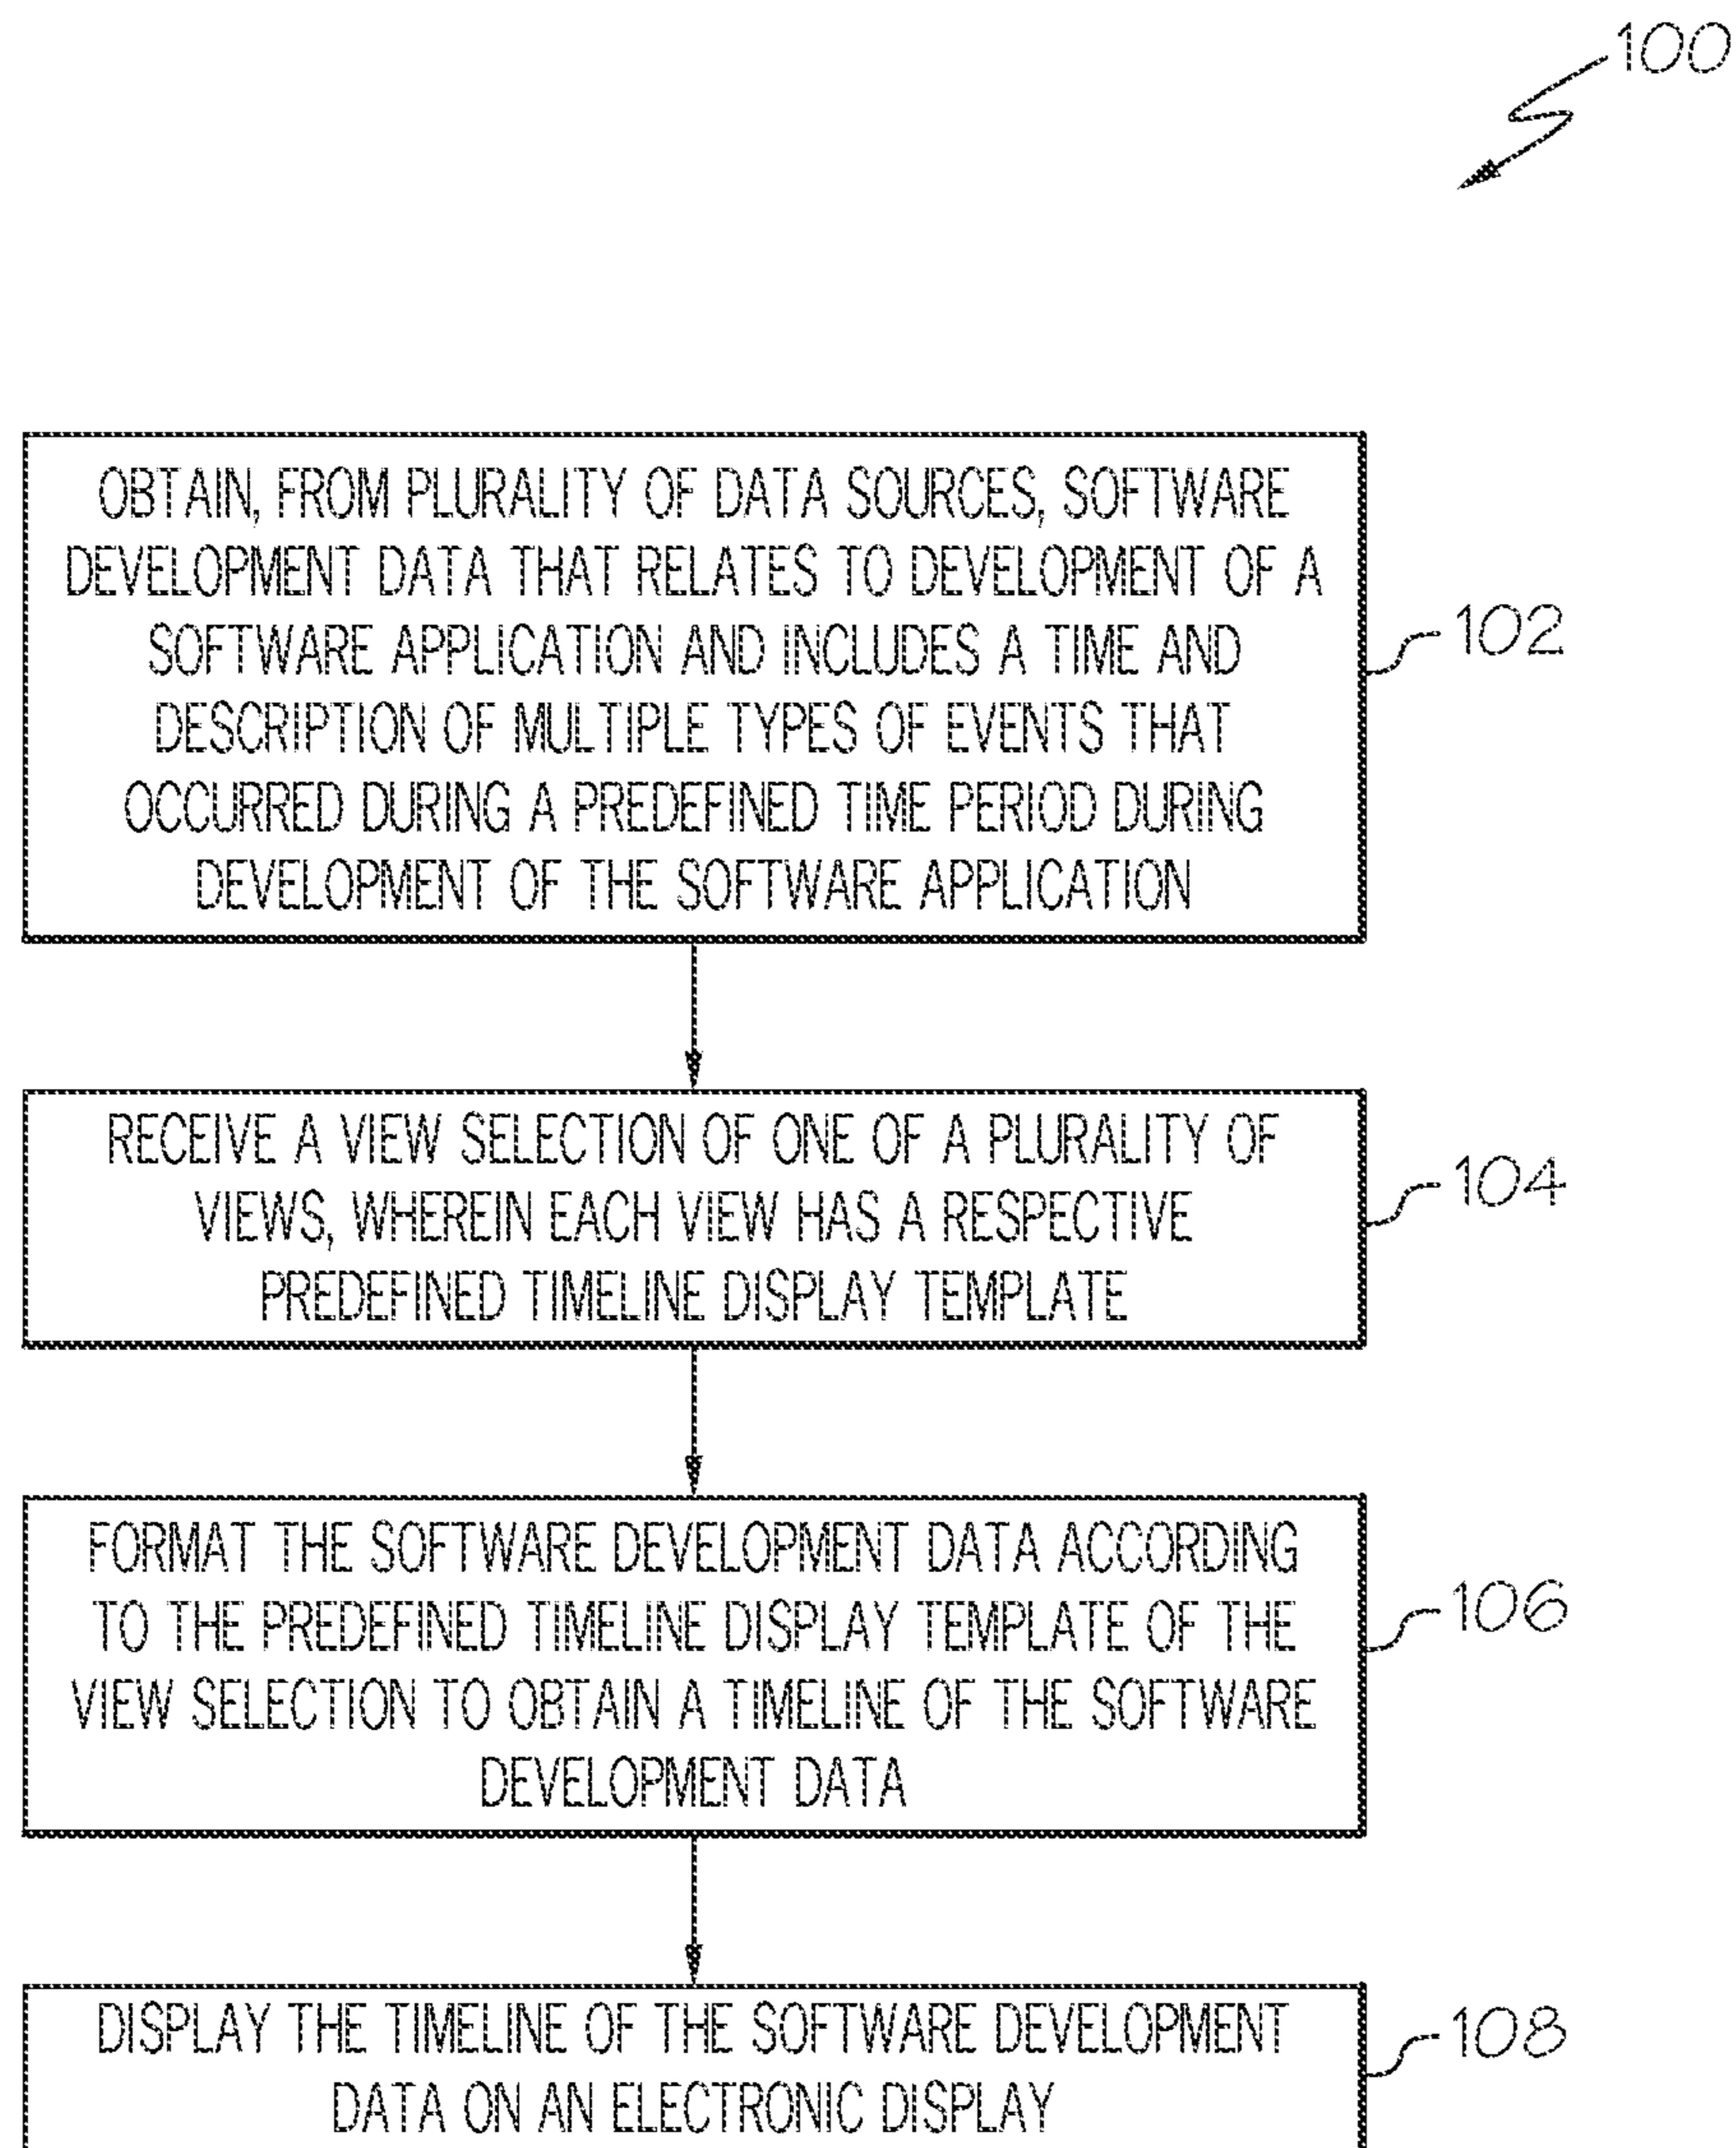 100
OBTAIN, FROM PLURALITY OF DATA SOURCES, SOFTWARE
DEVELOPMENT DATA THAT RELATES TO DEVELOPMENT OF A
SOFTWARE APPLICATION AND INCLUDES A TIME AND
DESCRIPTION OF MULTIPLE TYPES OF EVENTS THAT
OCCURRED DURING A PREDEFINED TIME PERIOD DURING
DEVELOPMENT OF THE SOFTWARE APPLICATION
102
RECEIVE A VIEW SELECTION OF ONE OF A PLURALITY OF
VIEWS, WHEREIN EACH VIEW HAS A RESPECTIVE
PREDEFINED TIMELINE DISPLAY TEMPLATE
104
FORMAT THE SOFTWARE DEVELOPMENT DATA ACCORDING
TO THE PREDEFINED TIMELINE DISPLAY TEMPLATE OF THE
VIEW SELECTION TO OBTAIN A TIMELINE OF THE SOFTWARE
DEVELOPMENT DATA
106
DISPLAY THE TIMELINE OF THE SOFTWARE DEVELOPMENT
DATA ON AN ELECTRONIC DISPLAY
108